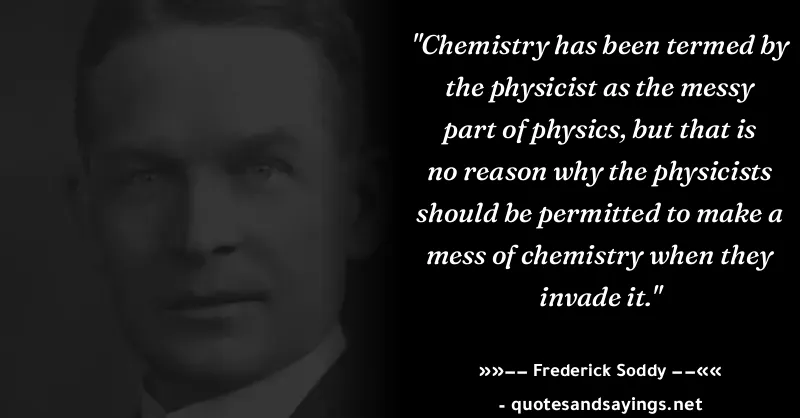 "Chemistry has been termed by
the physicist as the messy
part of physics, but that is
no reason why the physicists
should be permitted to make a
mess of chemistry when they
invade it."
»»−− Frederick Soddy −−««
- quotesandsayings.net